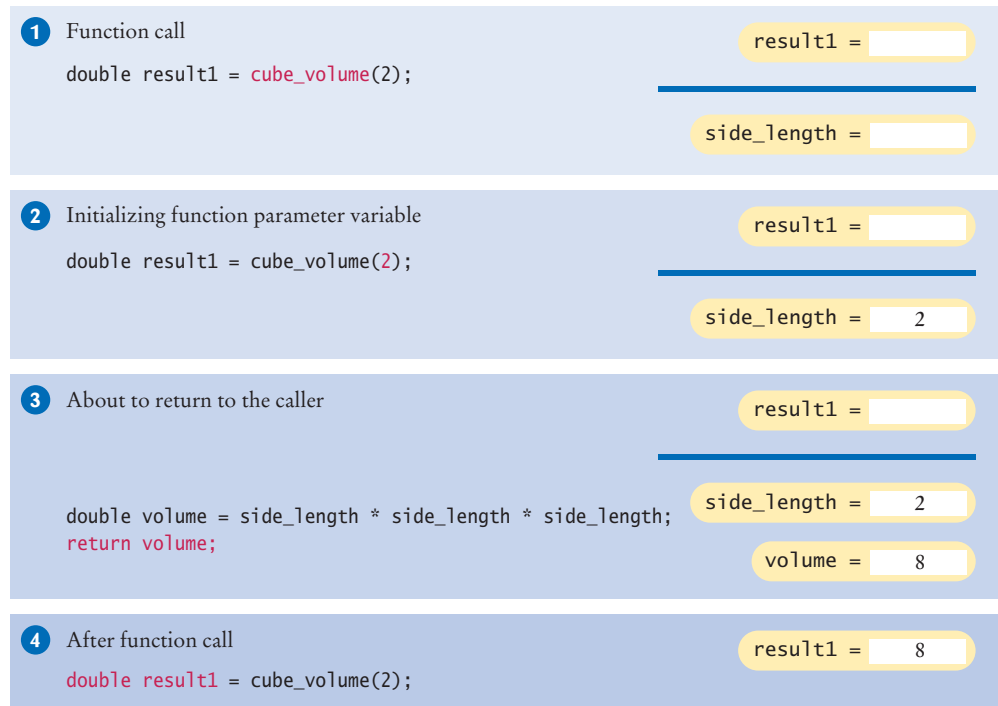 1 Function call
result1 =
double result1 = cube_volume(2);
side_length =
2 Initializing function parameter variable
result1 =
double result1 = cube_volume(2);
side_length = 2
3 About to return to the caller
result1 =
side_length = 2
double volume = side_length * side_length * side_length;
return volume;
volume = 8
4 After function call
result1 = 8
double result1 = cube_volume(2);